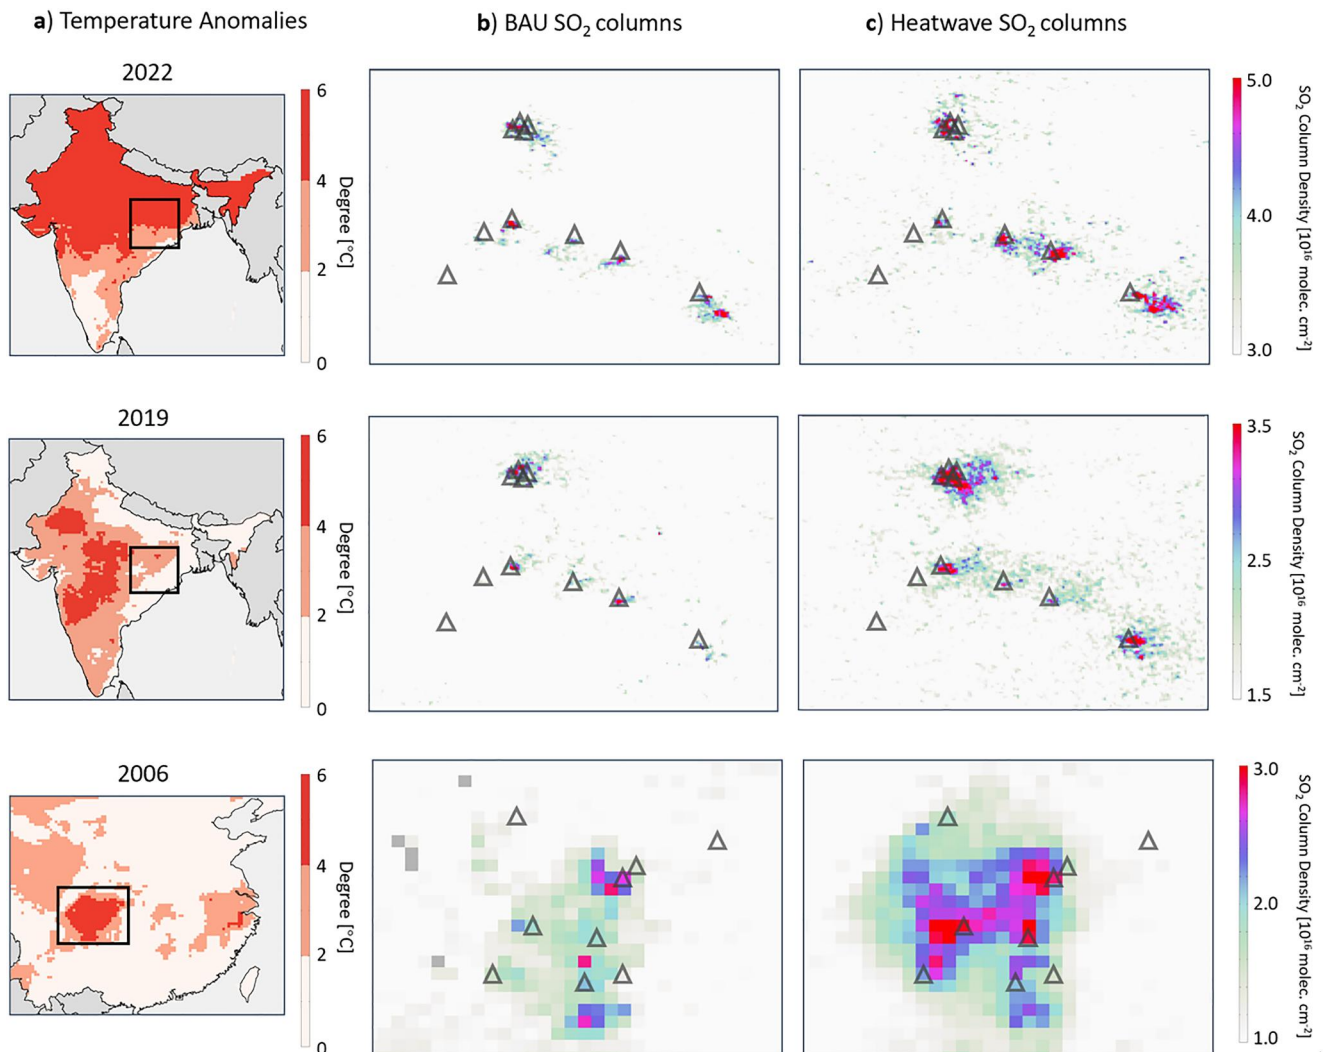 a) Temperature Anomalies
b) BAU SO₂ columns
c) Heatwave SO₂ columns
2022
6
4
2
0
Degree [°C]
5.0
4.0
3.0
SO₂ Column Density [10¹⁶ molec. cm⁻²]
2019
6
4
2
0
Degree [°C]
3.5
2.5
1.5
SO₂ Column Density [10¹⁶ molec. cm⁻²]
2006
6
4
2
0
Degree [°C]
3.0
2.0
1.0
SO₂ Column Density [10¹⁶ molec. cm⁻²]